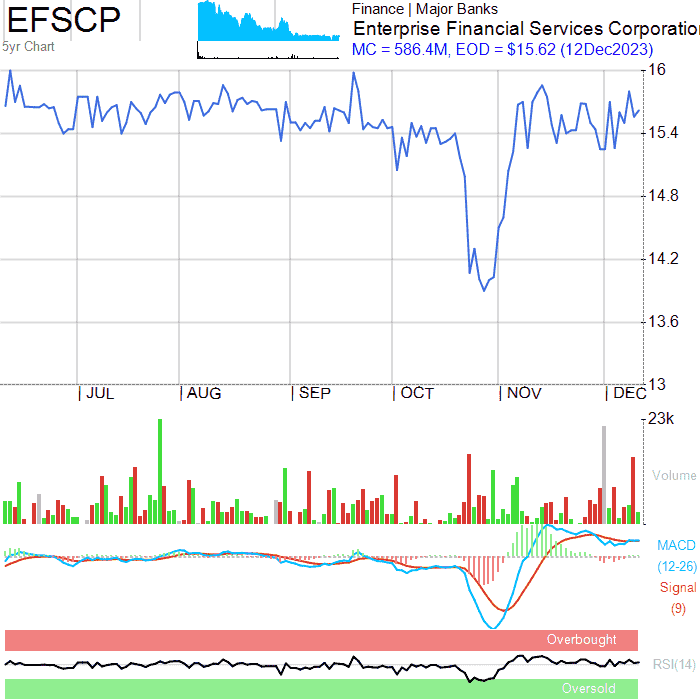 EFSCP
5yr Chart
Finance | Major Banks
Enterprise Financial Services Corporation
MC = 586.4M, EOD = $15.62 (12Dec2023)
16
15.4
14.8
14.2
13.6
13
JUL
AUG
SEP
OCT
NOV
DEC
23k
Volume
MACD
(12-26)
Signal
(9)
Overbought
RSI(14)
Oversold